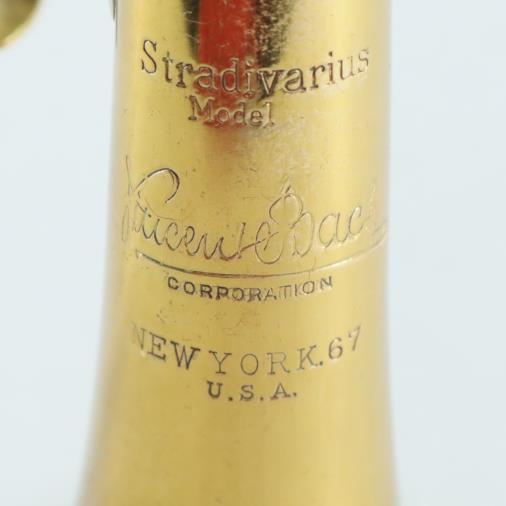 Stradivarius
Model
Vincent Bach
CORPORATION
NEW YORK.67
U.S.A.